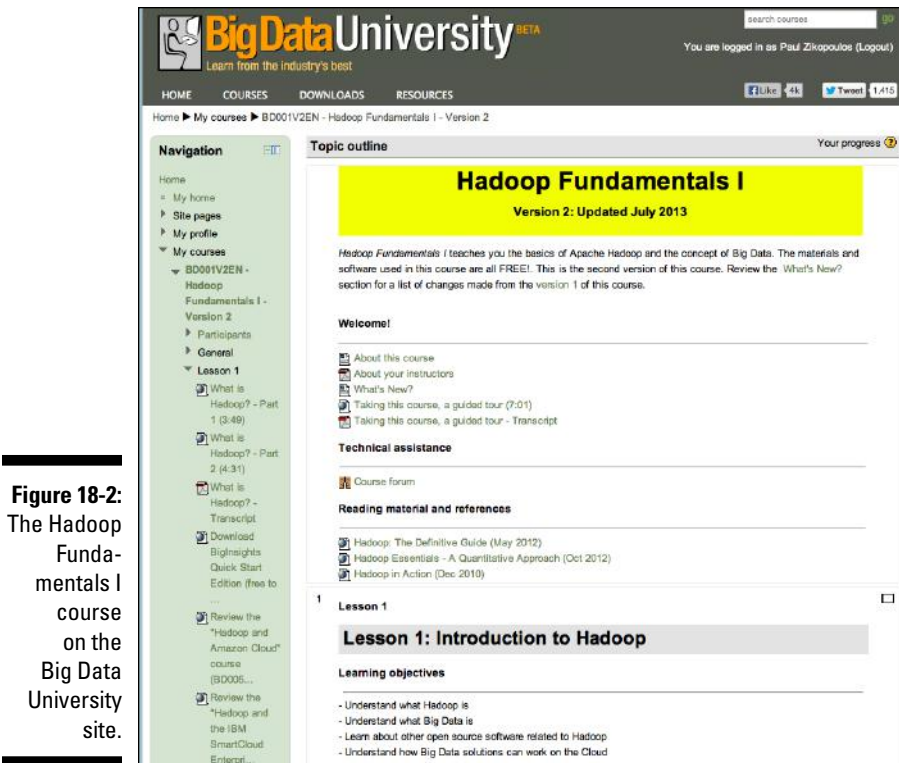 BigDataUniversity BETA
Learn from the industry's best
search courses
go
You are logged in as Paul Zikopoulos (Logout)
HOME COURSES DOWNLOADS RESOURCES
Like 4k Tweet 1,415
Home ▶ My courses ▶ BD001V2EN - Hadoop Fundamentals I - Version 2
Navigation
Home
My home
Site pages
My profile
My courses
BD001V2EN -
Hadoop
Fundamentals I -
Version 2
Participants
General
Lesson 1
What is
Hadoop? - Part
1 (3:49)
What is
Hadoop? - Part
2 (4:31)
What is
Hadoop? -
Transcript
Download
BigInsights
Quick Start
Edition (free to
...
Review the
"Hadoop and
Amazon Cloud"
course
(BD005...
Review the
"Hadoop and
the IBM
SmartCloud
Enterpri...
Topic outline
Your progress
Hadoop Fundamentals I
Version 2: Updated July 2013
Hadoop Fundamentals I teaches you the basics of Apache Hadoop and the concept of Big Data. The materials and
software used in this course are all FREE!. This is the second version of this course. Review the What's New?
section for a list of changes made from the version 1 of this course.
Welcome!
About this course
About your instructors
What's New?
Taking this course, a guided tour (7:01)
Taking this course, a guided tour - Transcript
Technical assistance
Course forum
Reading material and references
Hadoop: The Definitive Guide (May 2012)
Hadoop Essentials - A Quantitative Approach (Oct 2012)
Hadoop in Action (Dec 2010)
1
Lesson 1
Lesson 1: Introduction to Hadoop
Learning objectives
- Understand what Hadoop is
- Understand what Big Data is
- Learn about other open source software related to Hadoop
- Understand how Big Data solutions can work on the Cloud
Figure 18-2:
The Hadoop
Funda-
mentals I
course
on the
Big Data
University
site.